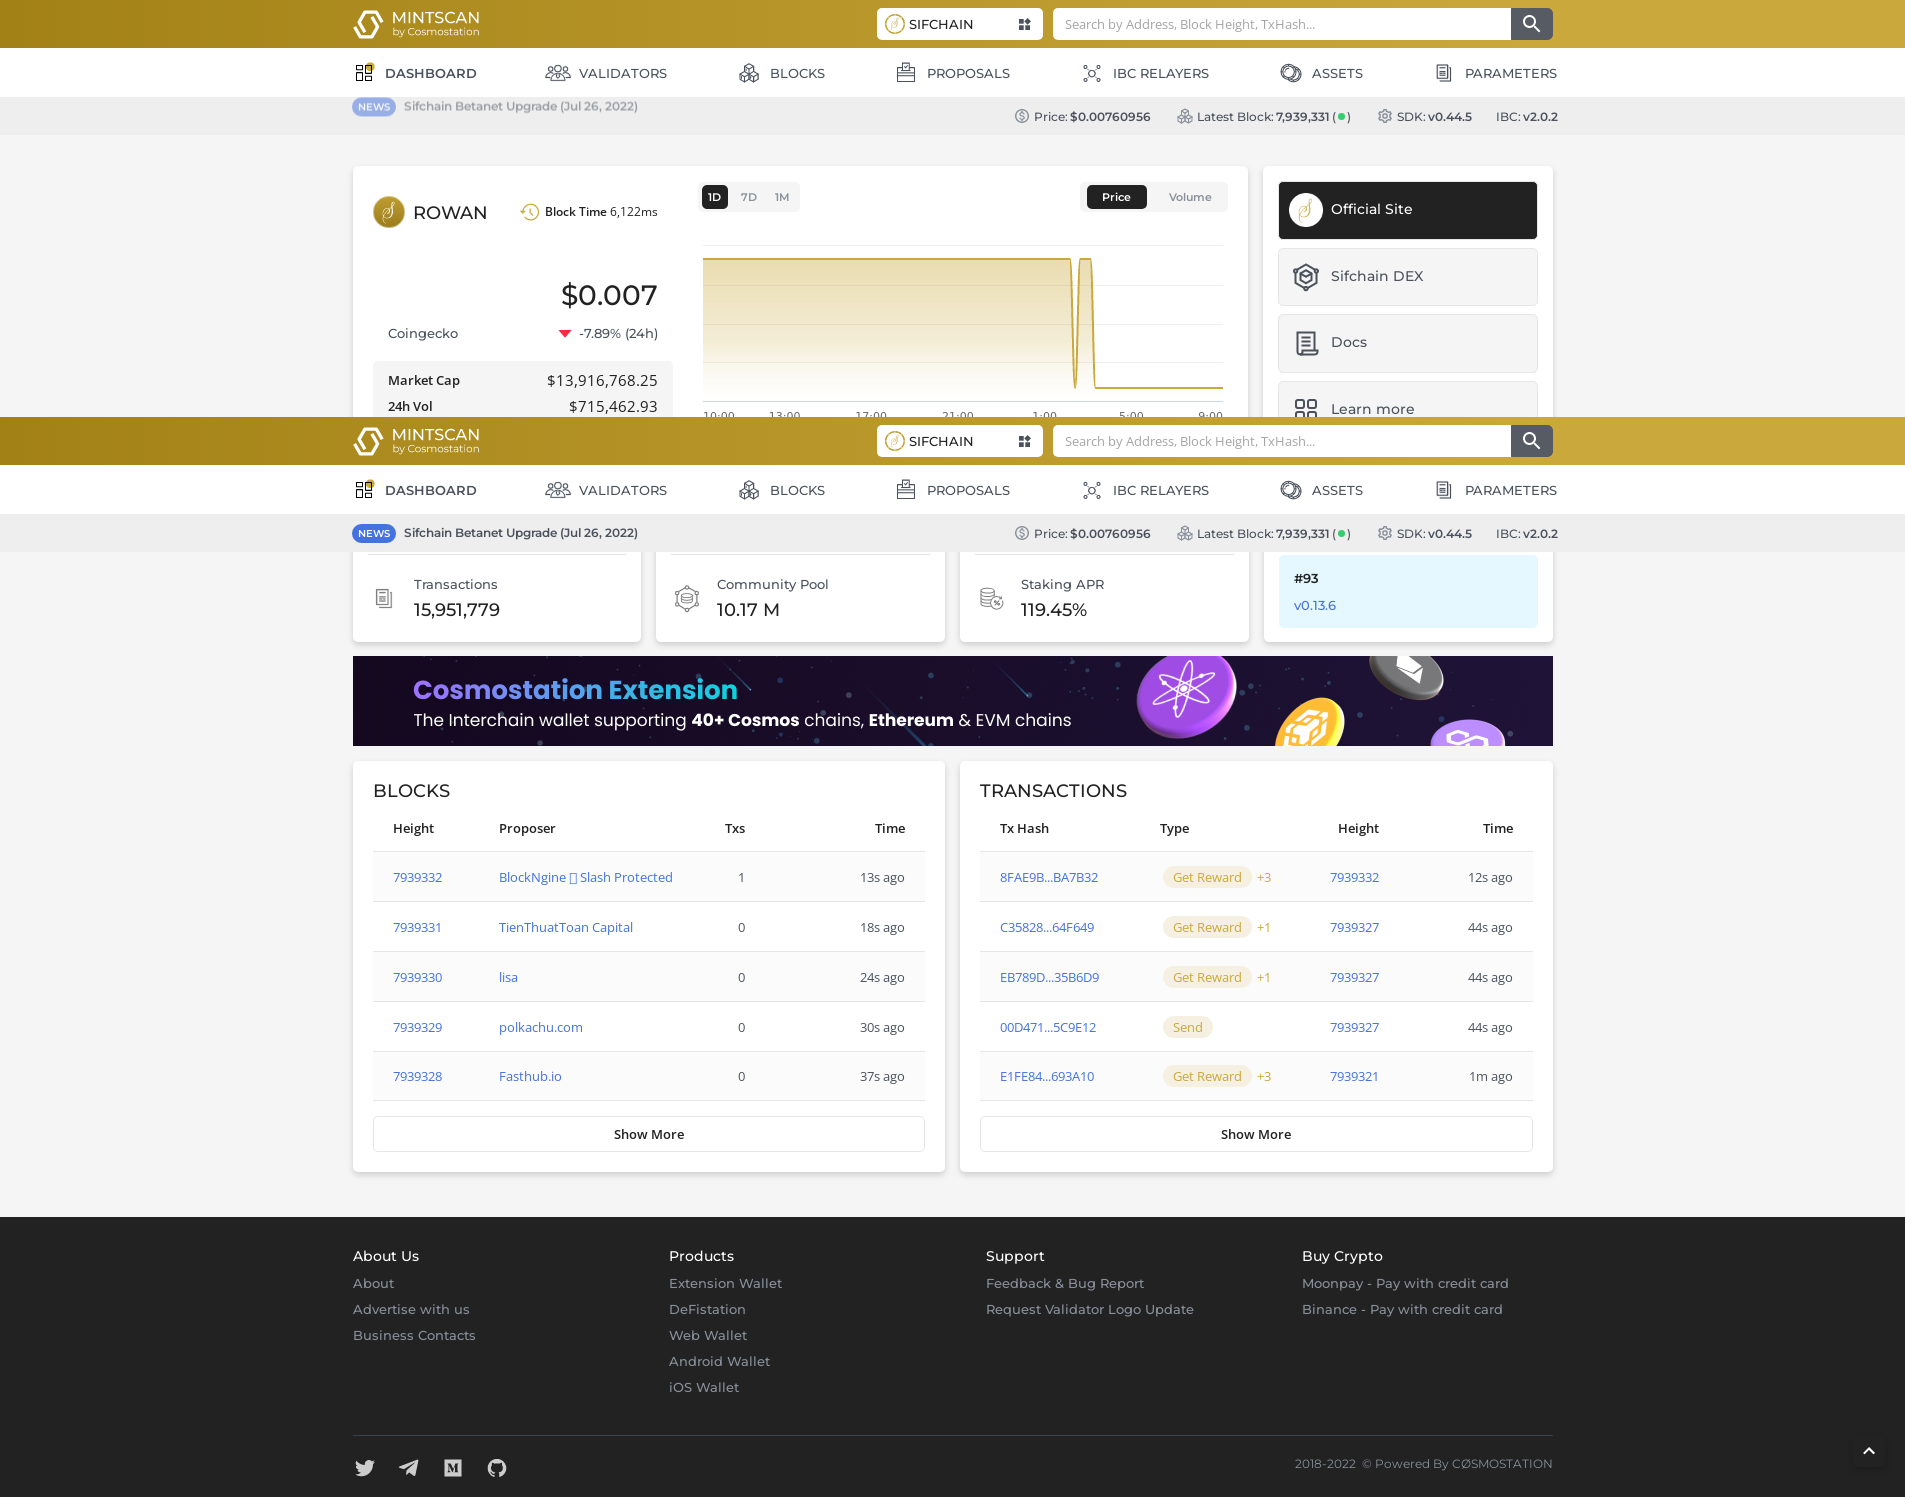 MINTSCAN
by Cosmostation
SIFCHAIN
Search by Address, Block Height, TxHash...
DASHBOARD VALIDATORS BLOCKS PROPOSALS IBC RELAYERS ASSETS PARAMETERS
NEWS Sifchain Betanet Upgrade (Jul 26, 2022)
Price: $0.00760956 Latest Block: 7,939,331 ( ) SDK: v0.44.5 IBC: v2.0.2
ROWAN
Block Time 6,122ms
$0.007
Coingecko -7.89% (24h)
Market Cap $13,916,768.25
24h Vol $715,462.93
1D 7D 1M
Price Volume
10:00 13:00 17:00 21:00 1:00 5:00 9:00
Official Site
Sifchain DEX
Docs
Learn more
MINTSCAN
by Cosmostation
SIFCHAIN
Search by Address, Block Height, TxHash...
DASHBOARD VALIDATORS BLOCKS PROPOSALS IBC RELAYERS ASSETS PARAMETERS
NEWS Sifchain Betanet Upgrade (Jul 26, 2022)
Price: $0.00760956 Latest Block: 7,939,331 ( ) SDK: v0.44.5 IBC: v2.0.2
Transactions
15,951,779
Community Pool
10.17 M
Staking APR
119.45%
#93
v0.13.6
Cosmostation Extension
The Interchain wallet supporting 40+ Cosmos chains, Ethereum & EVM chains
BLOCKS
Height Proposer Txs Time
7939332 BlockNgine Slash Protected 1 13s ago
7939331 TienThuatToan Capital 0 18s ago
7939330 lisa 0 24s ago
7939329 polkachu.com 0 30s ago
7939328 Fasthub.io 0 37s ago
Show More
TRANSACTIONS
Tx Hash Type Height Time
8FAE9B...BA7B32 Get Reward +3 7939332 12s ago
C35828...64F649 Get Reward +1 7939327 44s ago
EB789D...35B6D9 Get Reward +1 7939327 44s ago
00D471...5C9E12 Send 7939327 44s ago
E1FE84...693A10 Get Reward +3 7939321 1m ago
Show More
About Us
About
Advertise with us
Business Contacts
Products
Extension Wallet
DeFistation
Web Wallet
Android Wallet
iOS Wallet
Support
Feedback & Bug Report
Request Validator Logo Update
Buy Crypto
Moonpay - Pay with credit card
Binance - Pay with credit card
2018-2022 © Powered By CØSMOSTATION